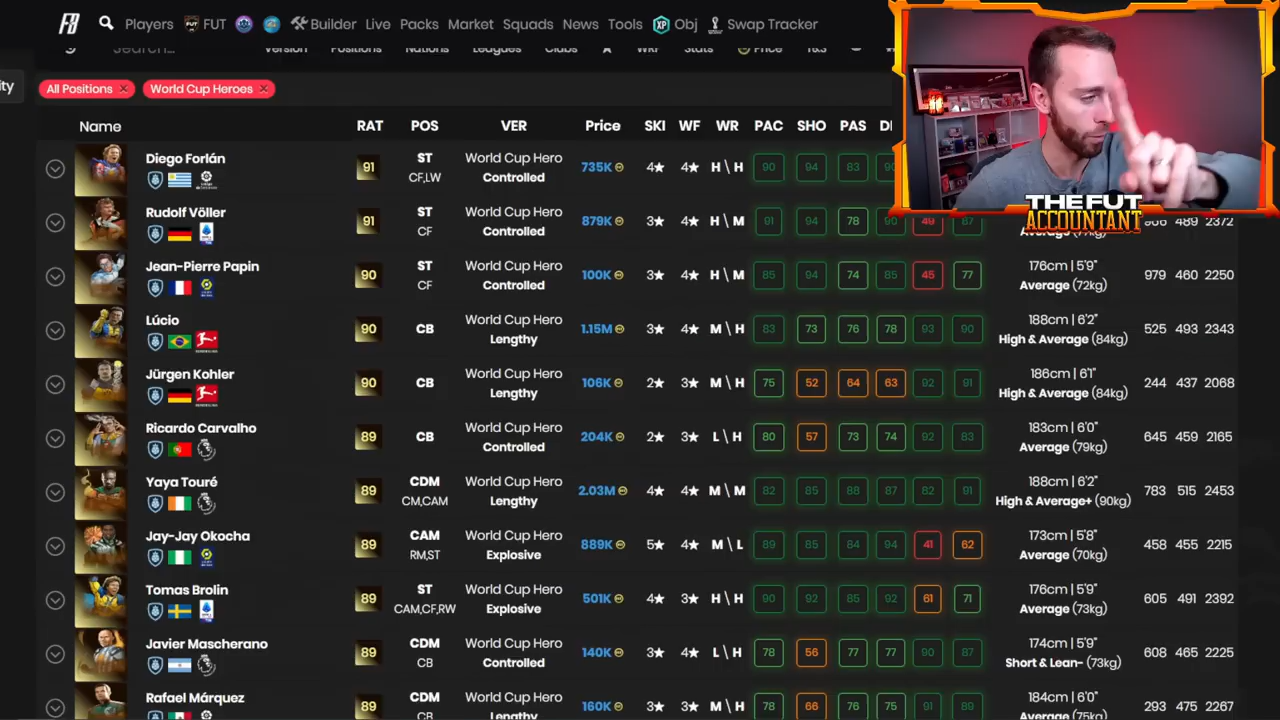 Players FUT Builder Live Packs Market Squads News Tools XP Obj Swap Tracker
Search... Version Positions Nations Leagues Clubs WRF Stats Price
ity All Positions × World Cup Heroes ×
Name RAT POS VER Price SKI WF WR PAC SHO PAS
Diego Forlán 91 ST CF,LW World Cup Hero Controlled 735K 4★ 4★ H \ H 90 94 83
THE FUT ACCOUNTANT
Rudolf Völler 91 ST CF World Cup Hero Controlled 879K 3★ 4★ H \ M 91 94 78 90 49 87 489 2372
Jean-Pierre Papin 90 ST CF World Cup Hero Controlled 100K 3★ 4★ H \ M 85 94 74 85 45 77 176cm | 5'9" Average (72kg) 979 460 2250
Lúcio 90 CB World Cup Hero Lengthy 1.15M 3★ 4★ M \ H 83 73 76 78 93 90 188cm | 6'2" High & Average (84kg) 525 493 2343
Jürgen Kohler 90 CB World Cup Hero Lengthy 106K 2★ 3★ M \ H 75 52 64 63 92 91 186cm | 6'1" High & Average (84kg) 244 437 2068
Ricardo Carvalho 89 CB World Cup Hero Controlled 204K 2★ 3★ L \ H 80 57 73 74 92 83 183cm | 6'0" Average (79kg) 645 459 2165
Yaya Touré 89 CDM CM,CAM World Cup Hero Lengthy 2.03M 4★ 4★ M \ M 82 85 88 87 82 91 188cm | 6'2" High & Average+ (90kg) 783 515 2453
Jay-Jay Okocha 89 CAM RM,ST World Cup Hero Explosive 889K 5★ 4★ M \ L 89 85 84 94 41 62 173cm | 5'8" Average (70kg) 458 455 2215
Tomas Brolin 89 ST CAM,CF,RW World Cup Hero Explosive 501K 4★ 3★ H \ H 90 92 85 92 61 71 176cm | 5'9" Average (73kg) 605 491 2392
Javier Mascherano 89 CDM CB World Cup Hero Controlled 140K 3★ 4★ L \ H 78 56 77 77 90 87 174cm | 5'9" Short & Lean- (73kg) 608 465 2225
Rafael Márquez 89 CDM CB World Cup Hero 160K 3★ 3★ M \ H 78 66 76 75 91 89 184cm | 6'0" Average (75kg) 293 475 2267